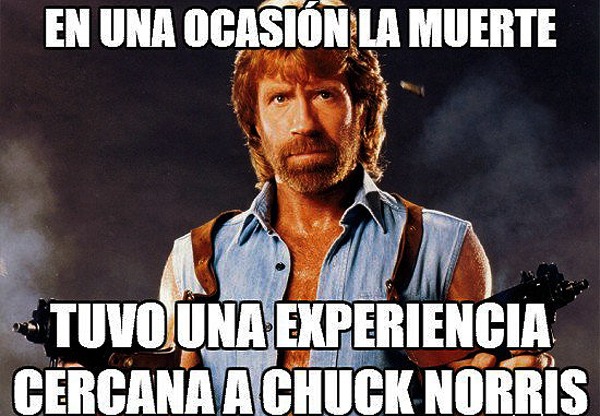 EN UNA OCASIÓN LA MUERTE
TUVO UNA EXPERIENCIA
CERCANA A CHUCK NORRIS